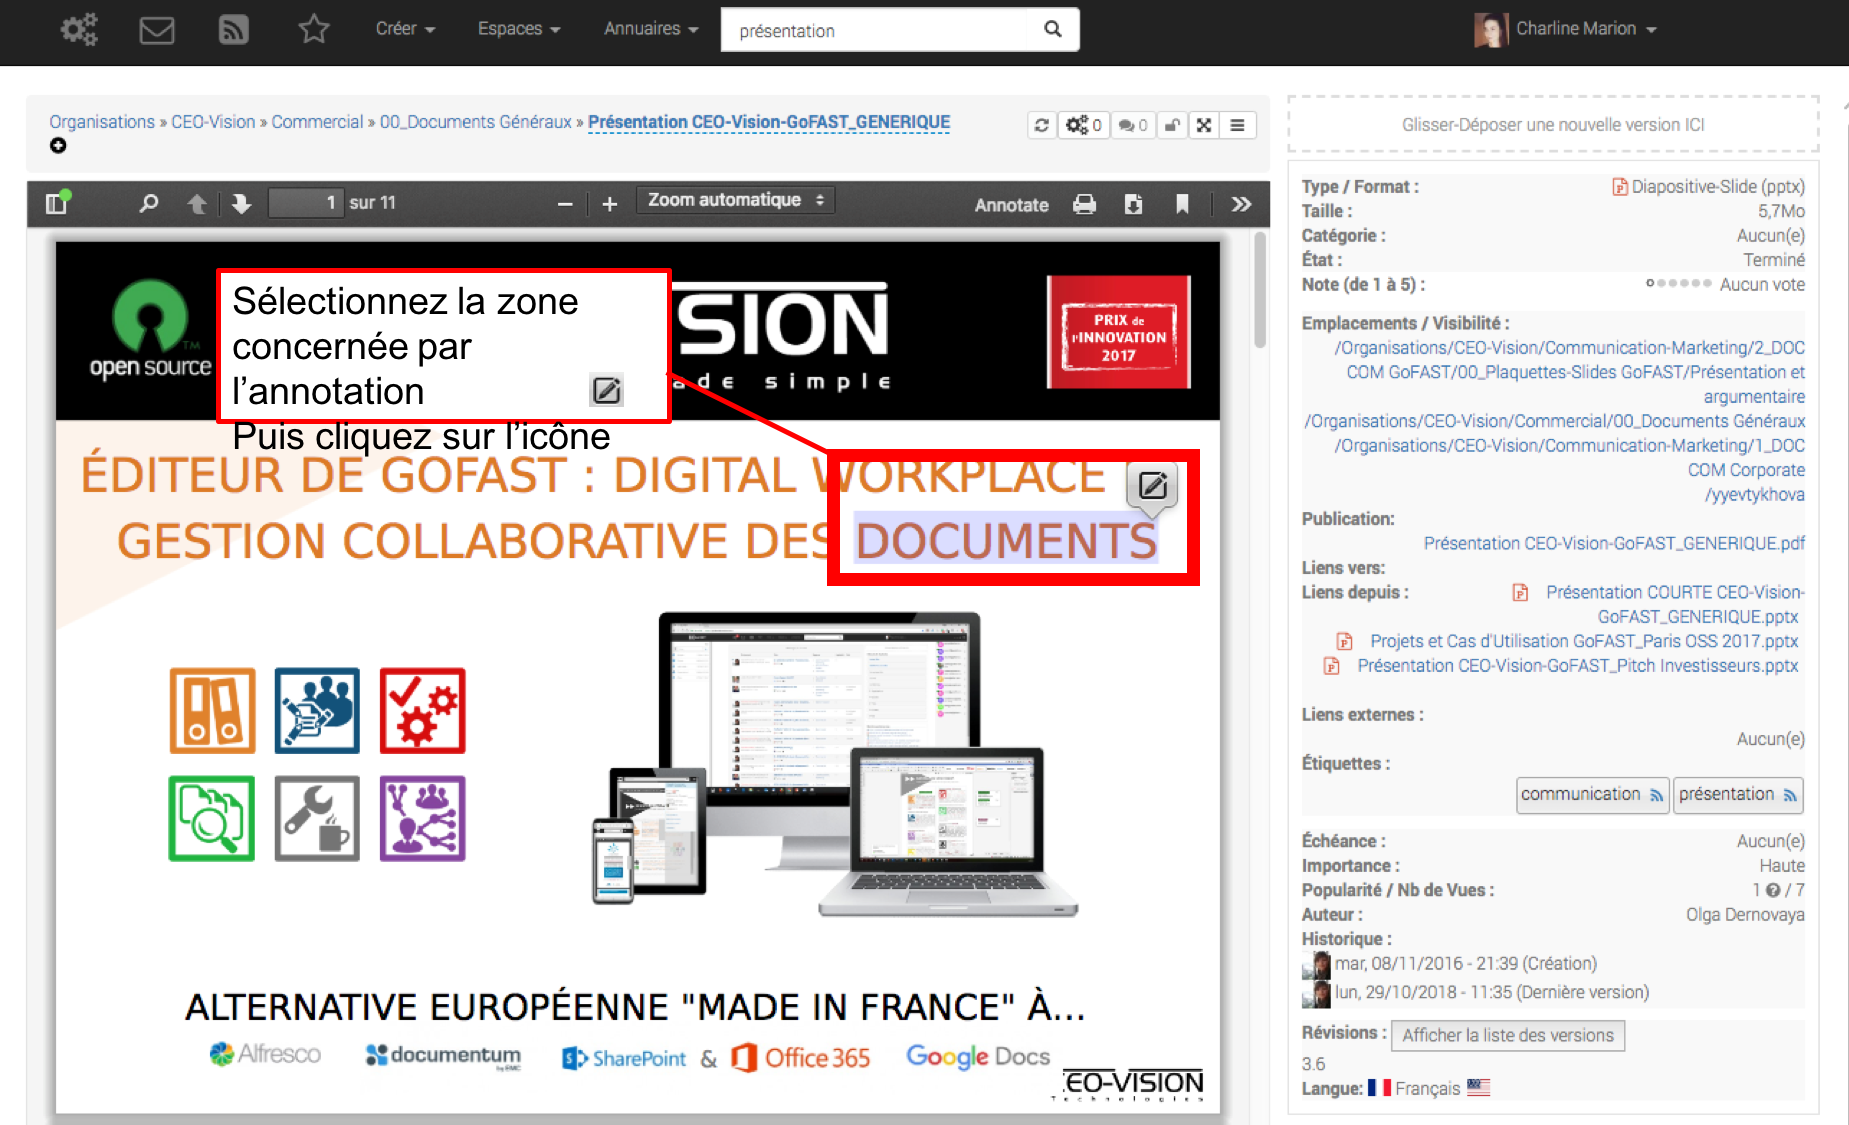 Créer
Espaces
Annuaires
présentation
Charline Marion
Organisations » CEO-Vision » Commercial » 00_Documents Généraux » Présentation CEO-Vision-GoFAST_GENERIQUE
0
0
Glisser-Déposer une nouvelle version ICI
1 sur 11
Zoom automatique
Annotate
open source
TM
Sélectionnez la zone
concernée par
l'annotation
Puis cliquez sur l'icône
SION
ade simple
PRIX de
l'INNOVATION
2017
ÉDITEUR DE GOFAST : DIGITAL WORKPLACE
GESTION COLLABORATIVE DES DOCUMENTS
ALTERNATIVE EUROPÉENNE "MADE IN FRANCE" À...
Alfresco
documentum
by EMC
SharePoint & Office 365
Google Docs
EO-VISION
Technologies
Type / Format : Diapositive-Slide (pptx)
Taille : 5,7Mo
Catégorie : Aucun(e)
État : Terminé
Note (de 1 à 5) : Aucun vote
Emplacements / Visibilité :
/Organisations/CEO-Vision/Communication-Marketing/2_DOC
COM GoFAST/00_Plaquettes-Slides GoFAST/Présentation et
argumentaire
/Organisations/CEO-Vision/Commercial/00_Documents Généraux
/Organisations/CEO-Vision/Communication-Marketing/1_DOC
COM Corporate
/yyevtykhova
Publication:
Présentation CEO-Vision-GoFAST_GENERIQUE.pdf
Liens vers:
Liens depuis : Présentation COURTE CEO-Vision-
GoFAST_GENERIQUE.pptx
Projets et Cas d'Utilisation GoFAST_Paris OSS 2017.pptx
Présentation CEO-Vision-GoFAST_Pitch Investisseurs.pptx
Liens externes :
Aucun(e)
Étiquettes :
communication présentation
Échéance : Aucun(e)
Importance : Haute
Popularité / Nb de Vues : 1 / 7
Auteur : Olga Dernovaya
Historique :
mar, 08/11/2016 - 21:39 (Création)
lun, 29/10/2018 - 11:35 (Dernière version)
Révisions : Afficher la liste des versions
3.6
Langue: Français